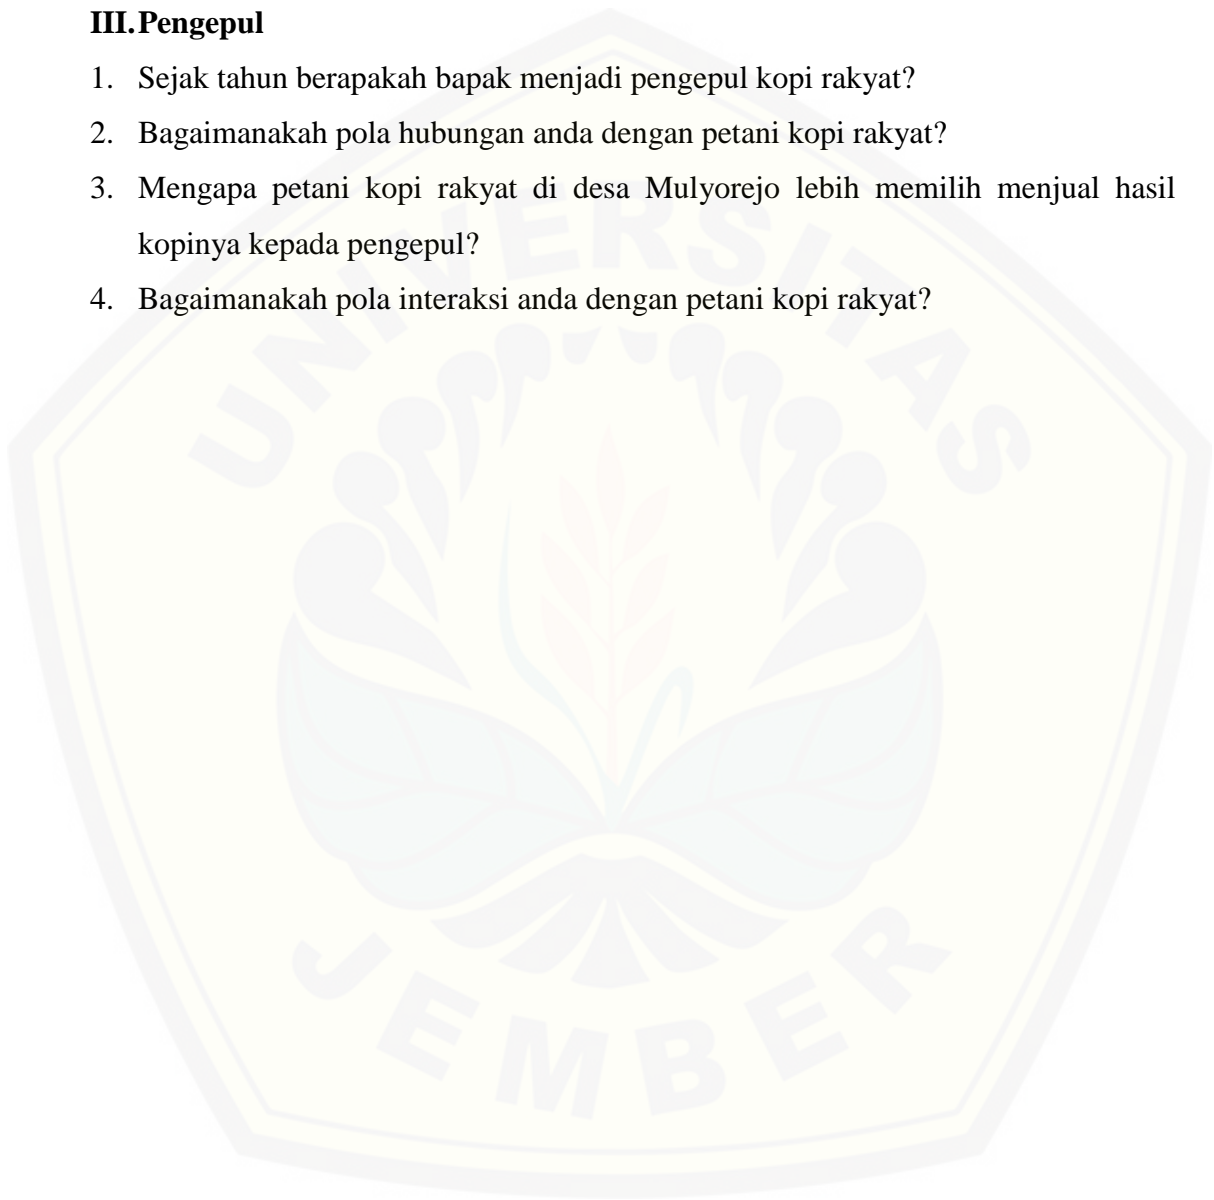 III. Pengepul
1. Sejak tahun berapakah bapak menjadi pengepul kopi rakyat?
2. Bagaimanakah pola hubungan anda dengan petani kopi rakyat?
3. Mengapa petani kopi rakyat di desa Mulyorejo lebih memilih menjual hasil
kopinya kepada pengepul?
4. Bagaimanakah pola interaksi anda dengan petani kopi rakyat?
UNIVERSITAS
JEMBER